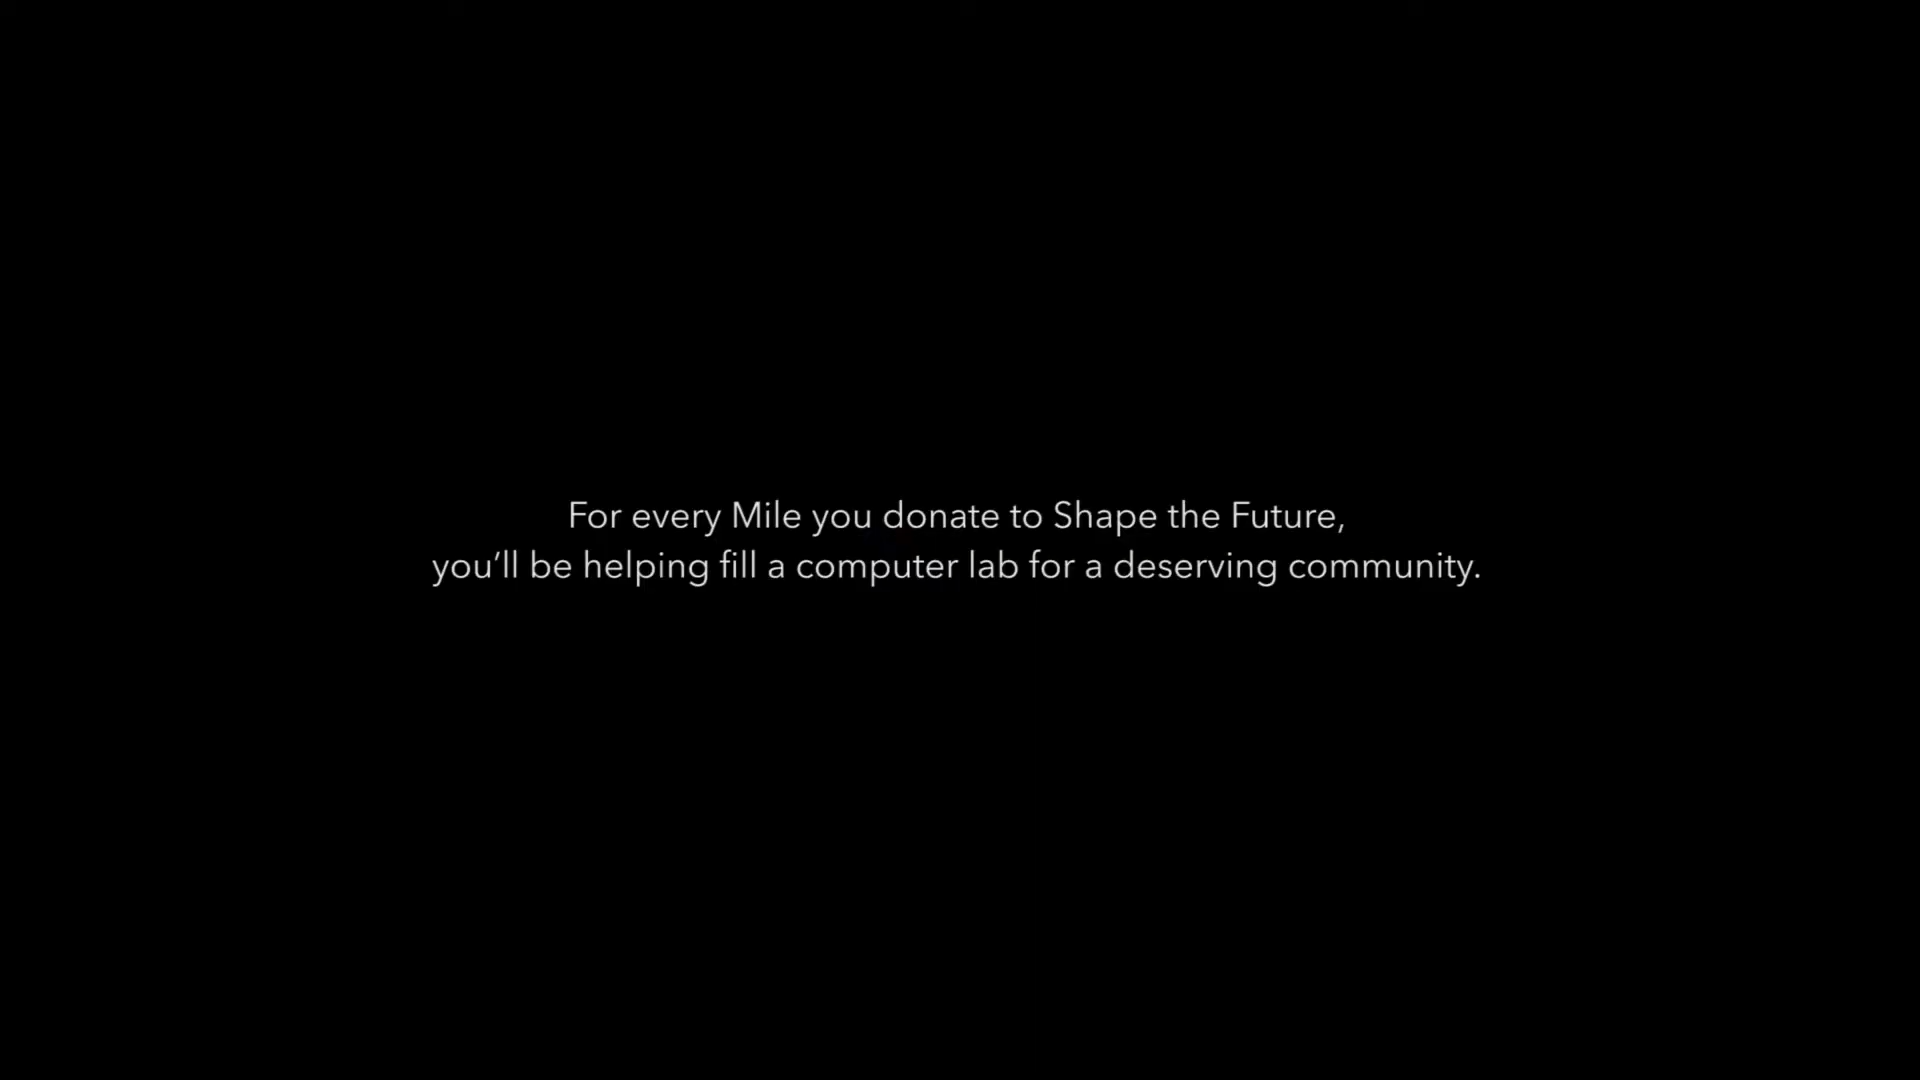 For every Mile you donate to Shape the Future,
you’ll be helping fill a computer lab for a deserving community.